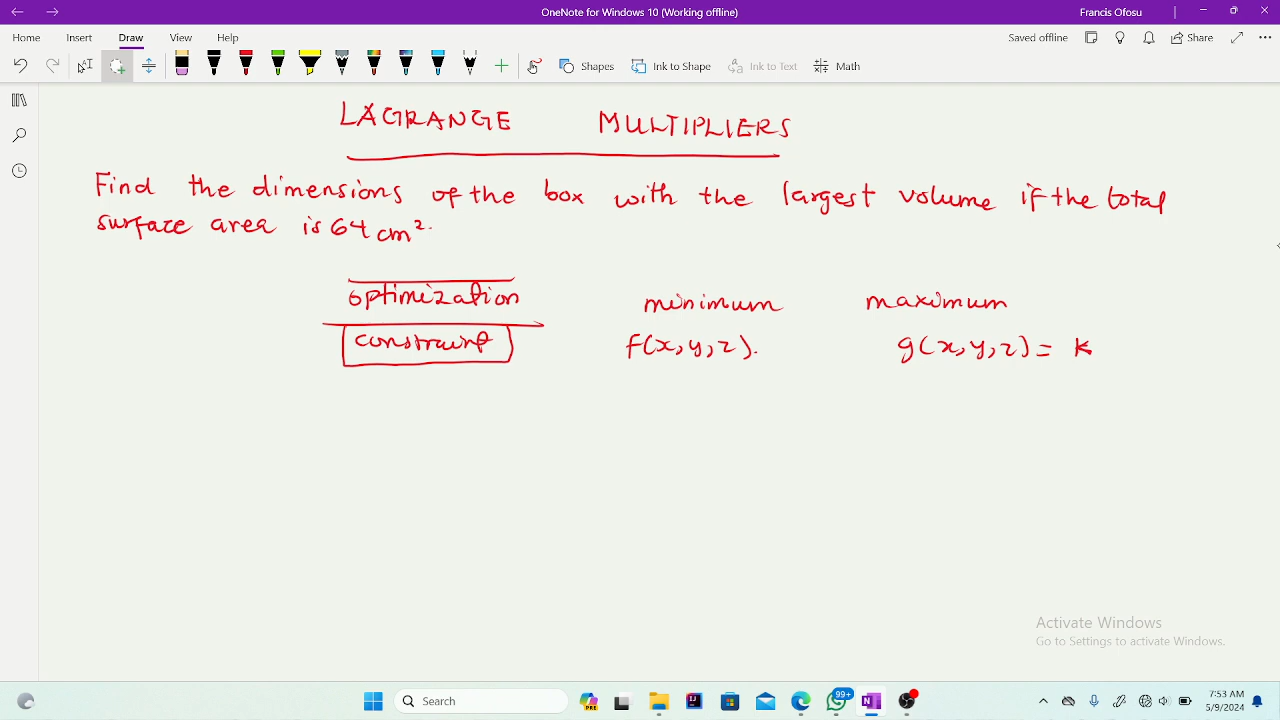 OneNote for Windows 10 (Working offline)
Francis Ofosu
Home Insert Draw View Help
Saved offline
Share
Shapes Ink to Shape Ink to Text Math
LAGRANGE MULTIPLIERS
Find the dimensions of the box with the largest volume if the total
surface area is 64 cm².
optimization minimum maximum
constraint f(x,y,z). g(x,y,z) = k
Activate Windows
Go to Settings to activate Windows.
Search
PRE
99+
7:53 AM
5/9/2024